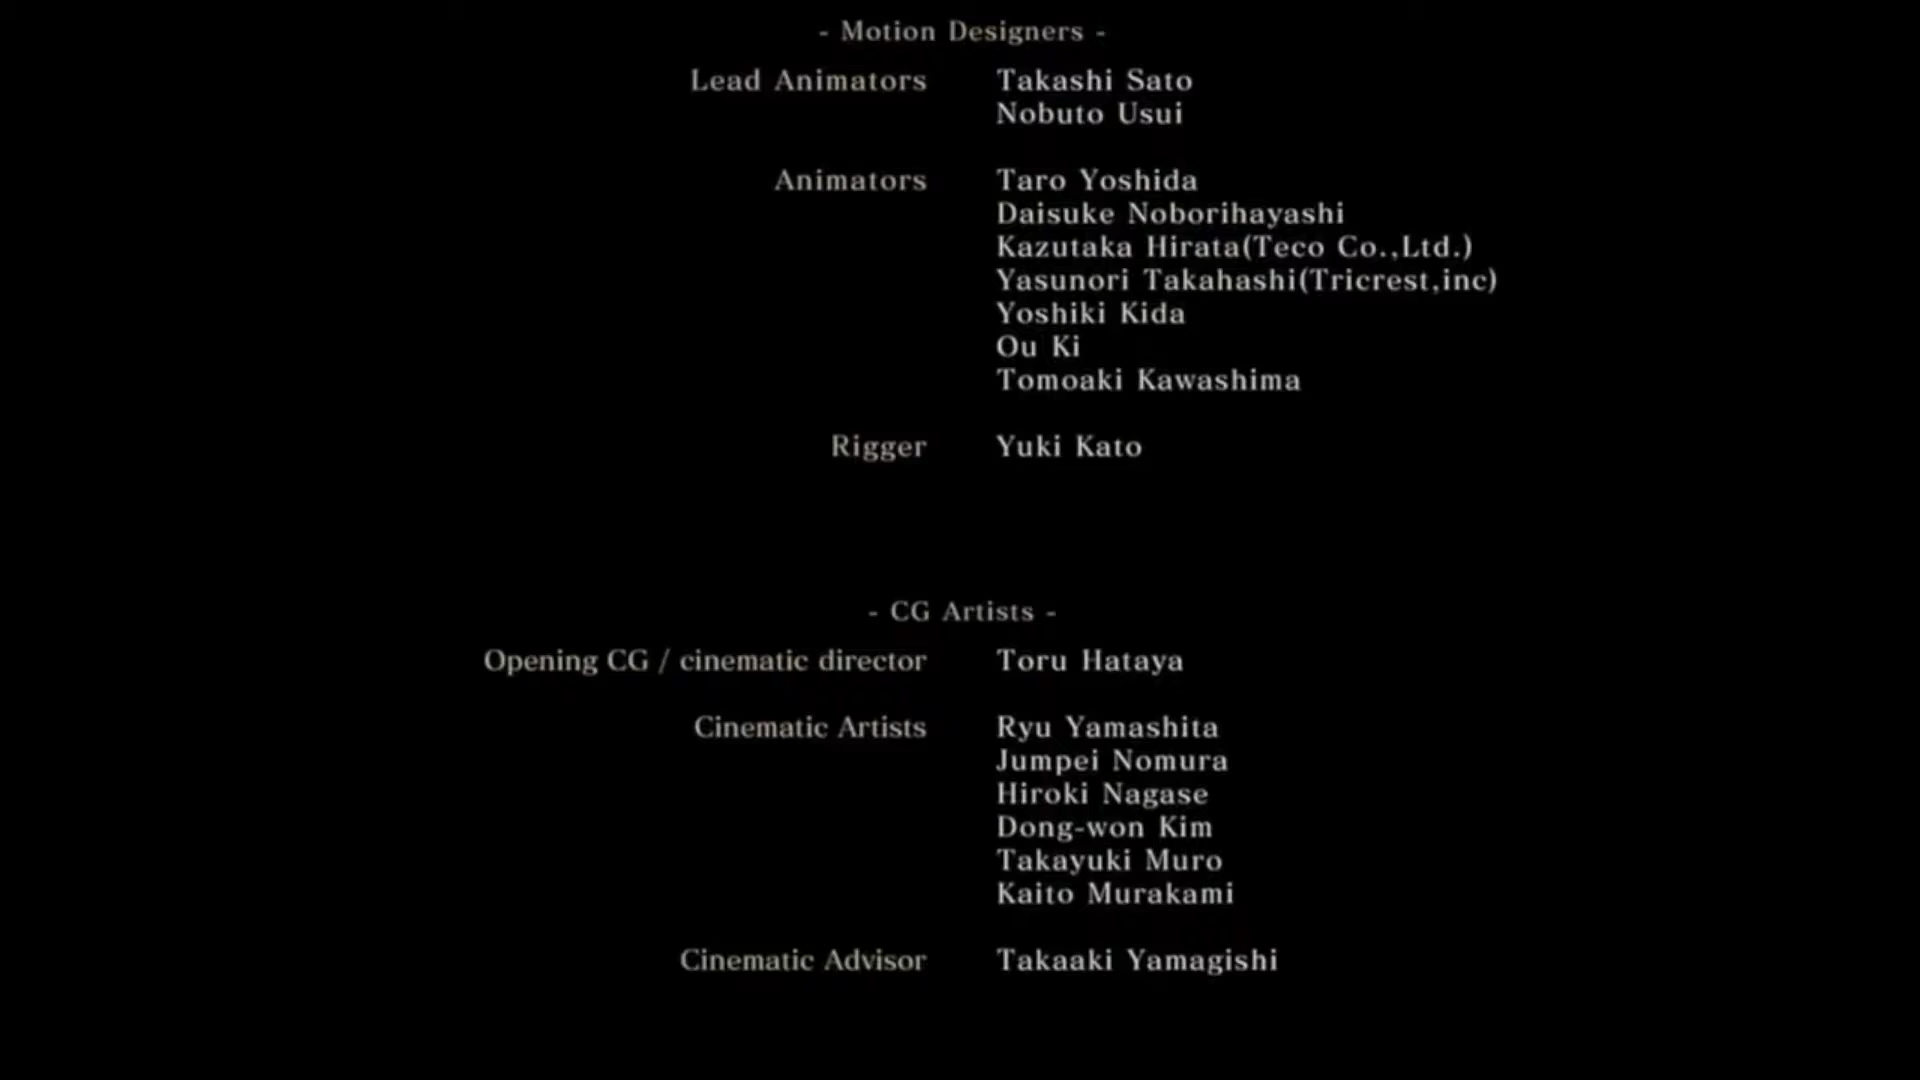 - Motion Designers -
Lead Animators Takashi Sato
Nobuto Usui
Animators Taro Yoshida
Daisuke Noborihayashi
Kazutaka Hirata(Teco Co.,Ltd.)
Yasunori Takahashi(Tricrest,inc)
Yoshiki Kida
Ou Ki
Tomoaki Kawashima
Rigger Yuki Kato
- CG Artists -
Opening CG / cinematic director Toru Hataya
Cinematic Artists Ryu Yamashita
Jumpei Nomura
Hiroki Nagase
Dong-won Kim
Takayuki Muro
Kaito Murakami
Cinematic Advisor Takaaki Yamagishi